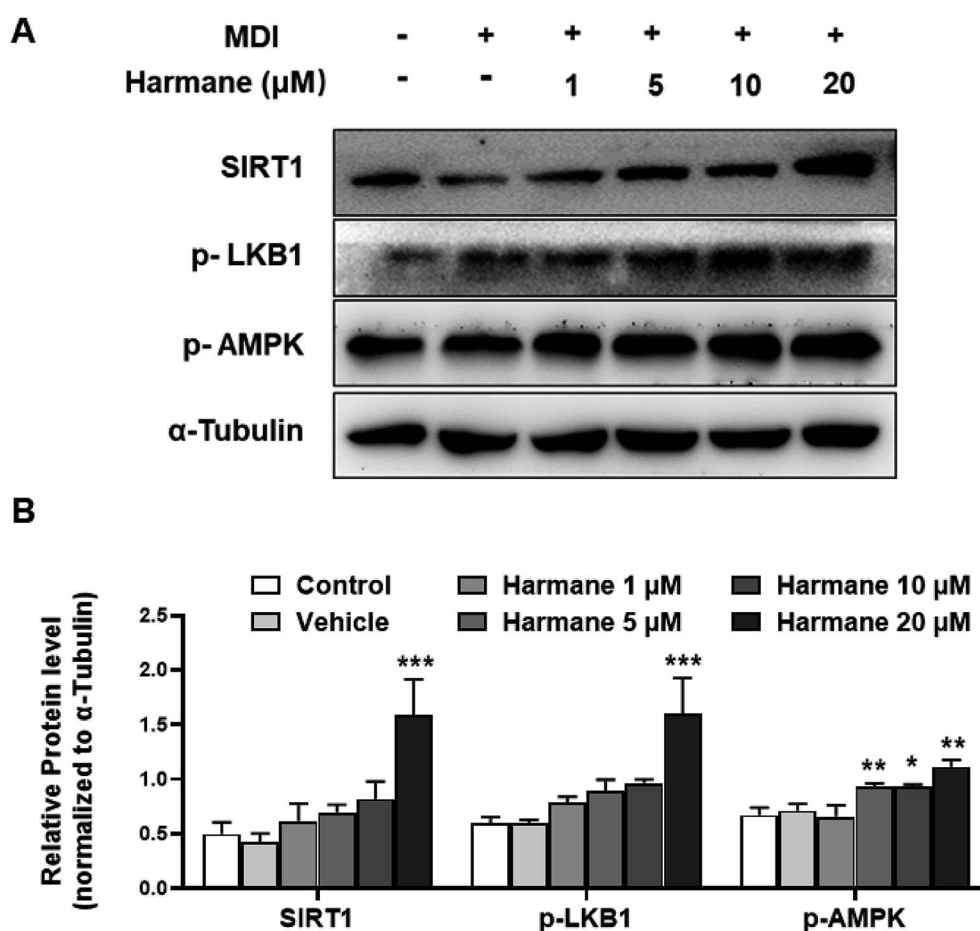 A
MDI - + + + + +
Harmane (µM) - - 1 5 10 20
SIRT1
p- LKB1
p- AMPK
α-Tubulin
B
Control Harmane 1 µM Harmane 10 µM
Vehicle Harmane 5 µM Harmane 20 µM
Relative Protein level
(normalized to α-Tubulin)
2.5
2.0
1.5
1.0
0.5
0.0
*** *** ** * **
SIRT1 p-LKB1 p-AMPK